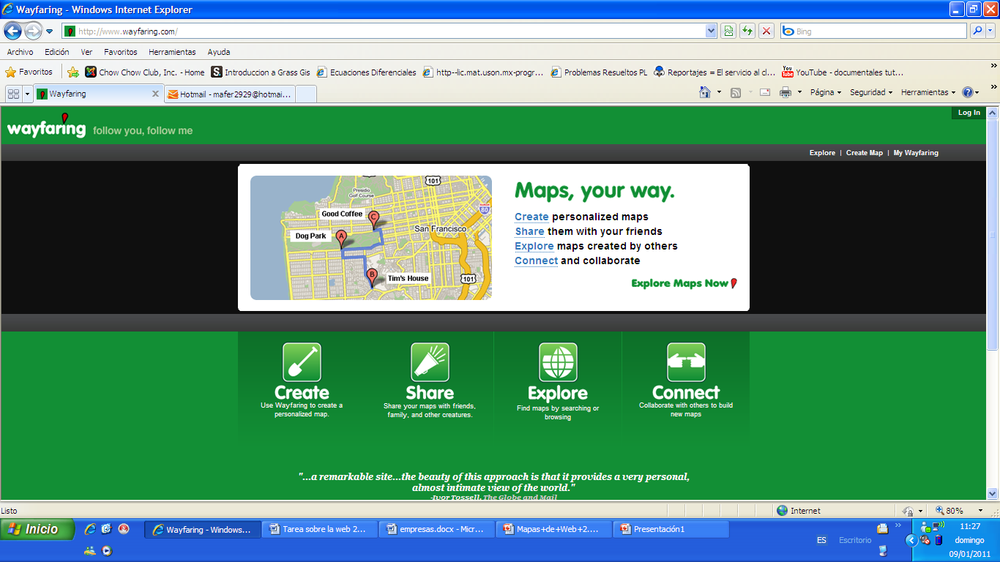 Wayfaring - Windows Internet Explorer
http://www.wayfaring.com/
Bing
Archivo Edición Ver Favoritos Herramientas Ayuda
Favoritos Chow Chow Club, Inc. - Home Introduccion a Grass Gis Ecuaciones Diferenciales http--lic.mat.uson.mx-progr... Problemas Resueltos PL Reportajes = El servicio al cl... YouTube - documentales tut...
Wayfaring Hotmail - mafer2929@hotmai... Página Seguridad Herramientas
Log In
wayfaring follow you, follow me
Explore | Create Map | My Wayfaring
Maps, your way.
Create personalized maps
Share them with your friends
Explore maps created by others
Connect and collaborate
Explore Maps Now
101
Presidio
Golf Course
80
Good Coffee C
San Francisco
Dog Park A
B Tim's House
101
Create
Use Wayfaring to create a
personalized map.
Share
Share your maps with friends,
family, and other creatures.
Explore
Find maps by searching or
browsing
Connect
Collaborate with others to build
new maps
"...a remarkable site...the beauty of this approach is that it provides a very personal,
almost intimate view of the world."
-Ivor Tossell, The Globe and Mail
Listo Internet 80%
Inicio Wayfaring - Windows... Tarea sobre la web 2... empresas.docx - Micr... Mapas+de+Web+2.... Presentación1
ES Escritorio
11:27
domingo
09/01/2011